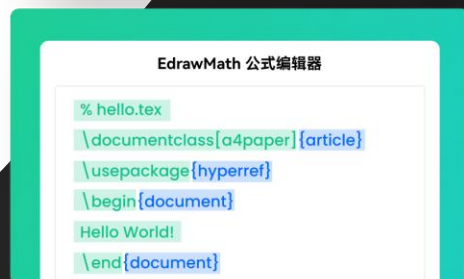 EdrawMath 公式编辑器
% hello.tex
\documentclass[a4paper]{article}
\usepackage{hyperref}
\begin{document}
Hello World!
\end{document}